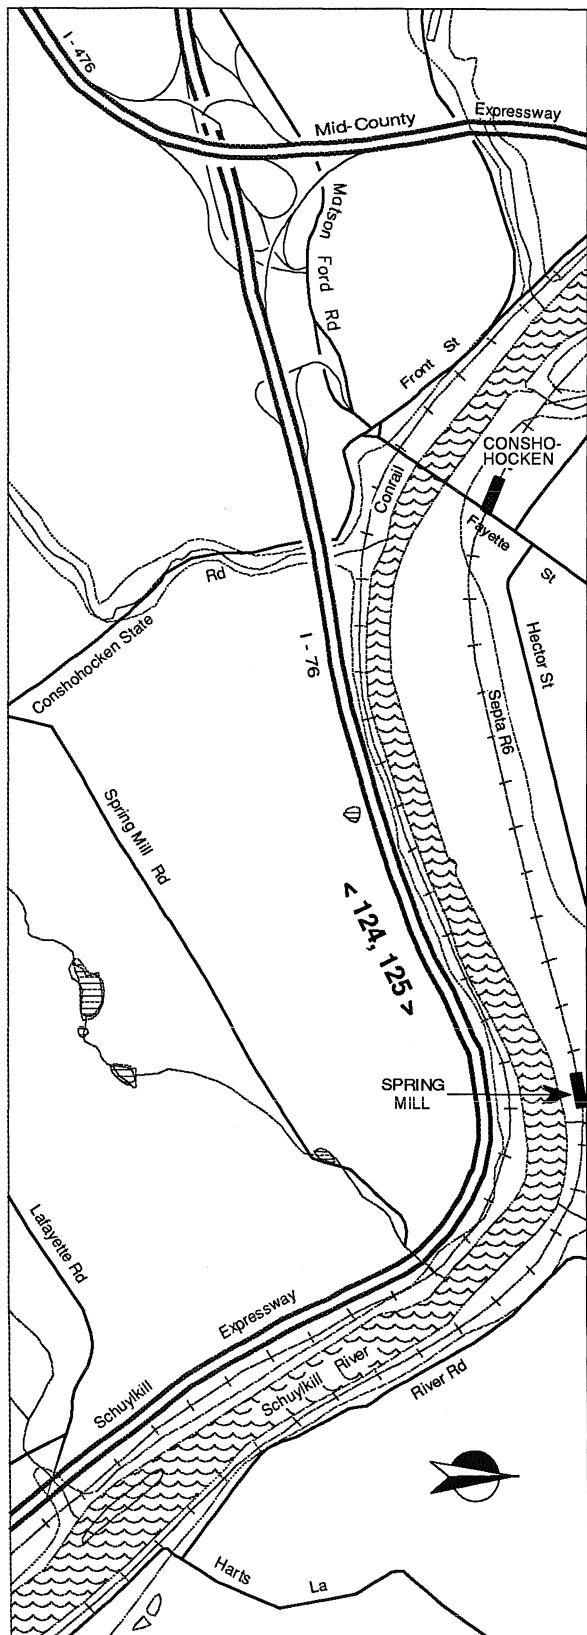 I - 476
Mid-County
Expressway
Matson Ford Rd
Front St
CONSHO-
HOCKEN
Conrail
Fayette St
Rd
Conshohocken State
Hector St
I - 76
Septa R6
Spring Mill Rd
< 124, 125 >
SPRING
MILL
Lafayette Rd
Expressway
Schuylkill
Schuylkill River
River Rd
Harts La